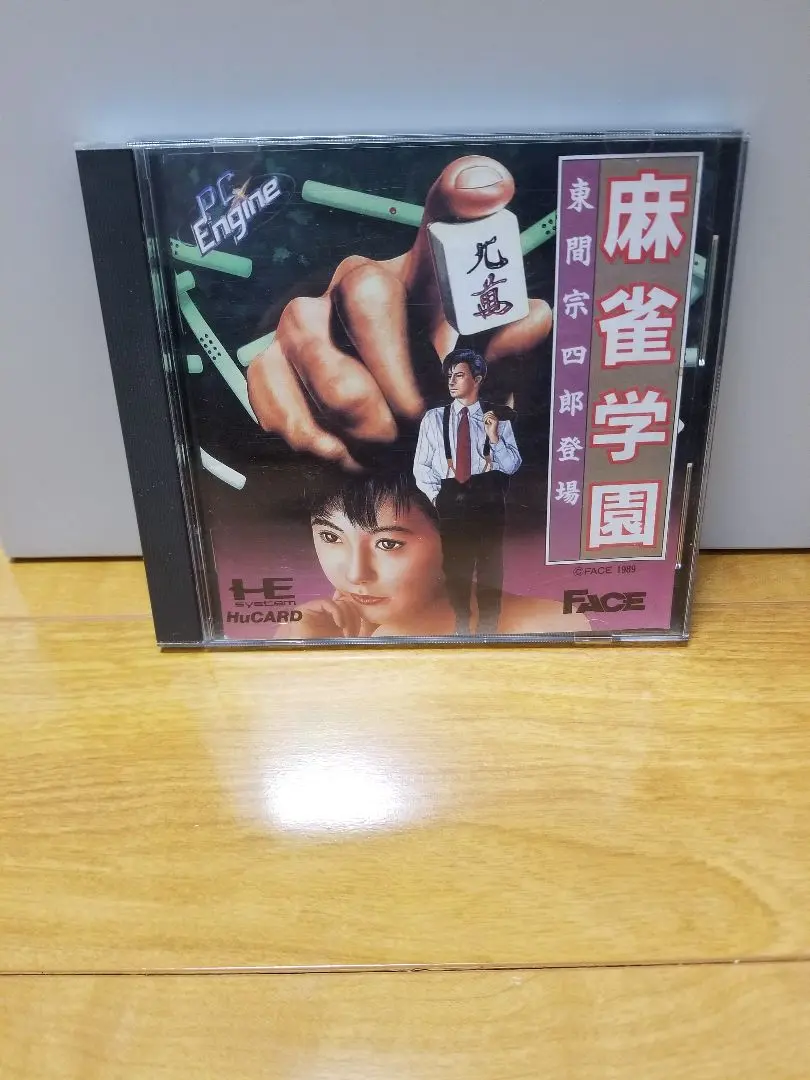 PC Engine
麻雀学園
東間宗四郎登場
九萬
HE system
HuCARD
©FACE 1989
FACE